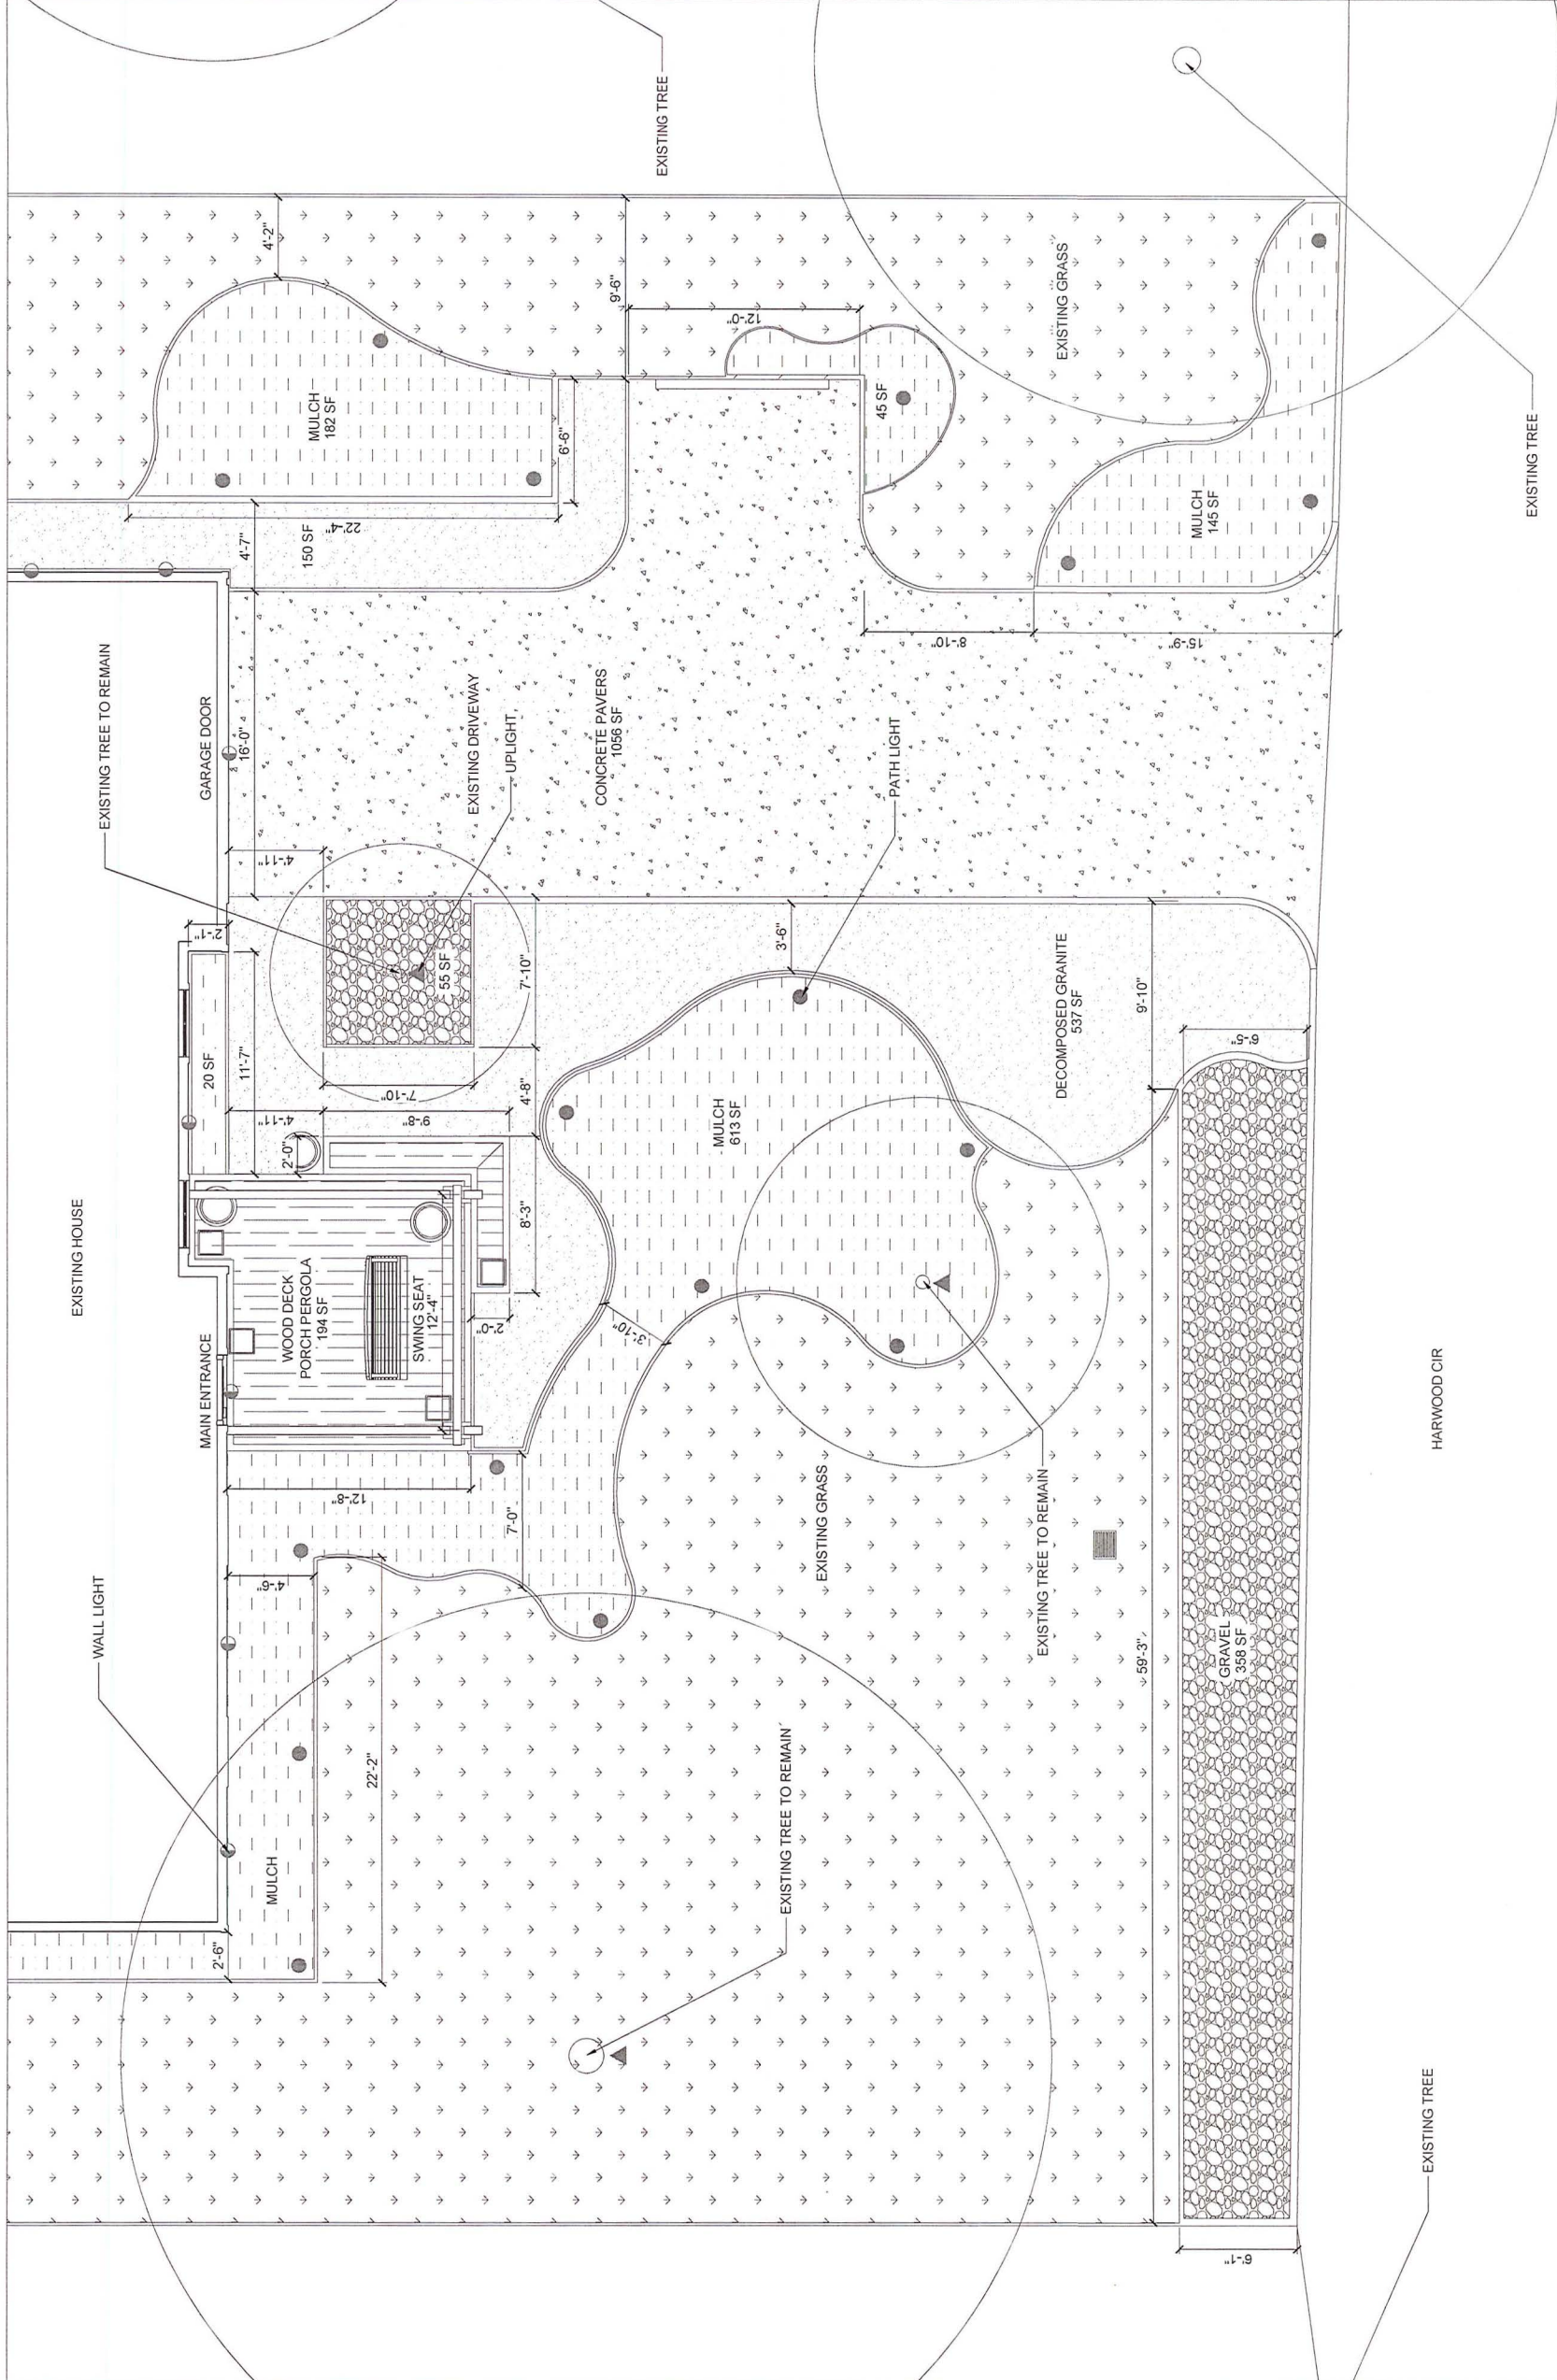 EXISTING HOUSE
WALL LIGHT
MAIN ENTRANCE
EXISTING TREE TO REMAIN
GARAGE DOOR
MULCH
2'-6"
4'-6"
22'-2"
12'-8"
7'-0"
WOOD DECK
PORCH PERGOLA
194 SF
SWING SEAT
12'-4"
2'-0"
8'-3"
2'-0"
20 SF
11'-7"
2'-1"
4'-11"
9'-8"
4'-8"
7'-10"
7'-10"
55 SF
4'-11"
16'-0"
EXISTING DRIVEWAY
UPLIGHT
CONCRETE PAVERS
1056 SF
4'-7"
150 SF
22'-4"
MULCH
182 SF
6'-6"
4'-2"
9'-6"
12'-0"
45 SF
EXISTING TREE
EXISTING GRASS
MULCH
145 SF
8'-10"
15'-9"
PATH LIGHT
3'-6"
MULCH
613 SF
3'-10"
DECOMPOSED GRANITE
537 SF
9'-10"
6'-5"
EXISTING GRASS
EXISTING TREE TO REMAIN
EXISTING TREE TO REMAIN
59'-3"
GRAVEL
358 SF
6'-1"
EXISTING TREE
HARWOOD CIR
EXISTING TREE